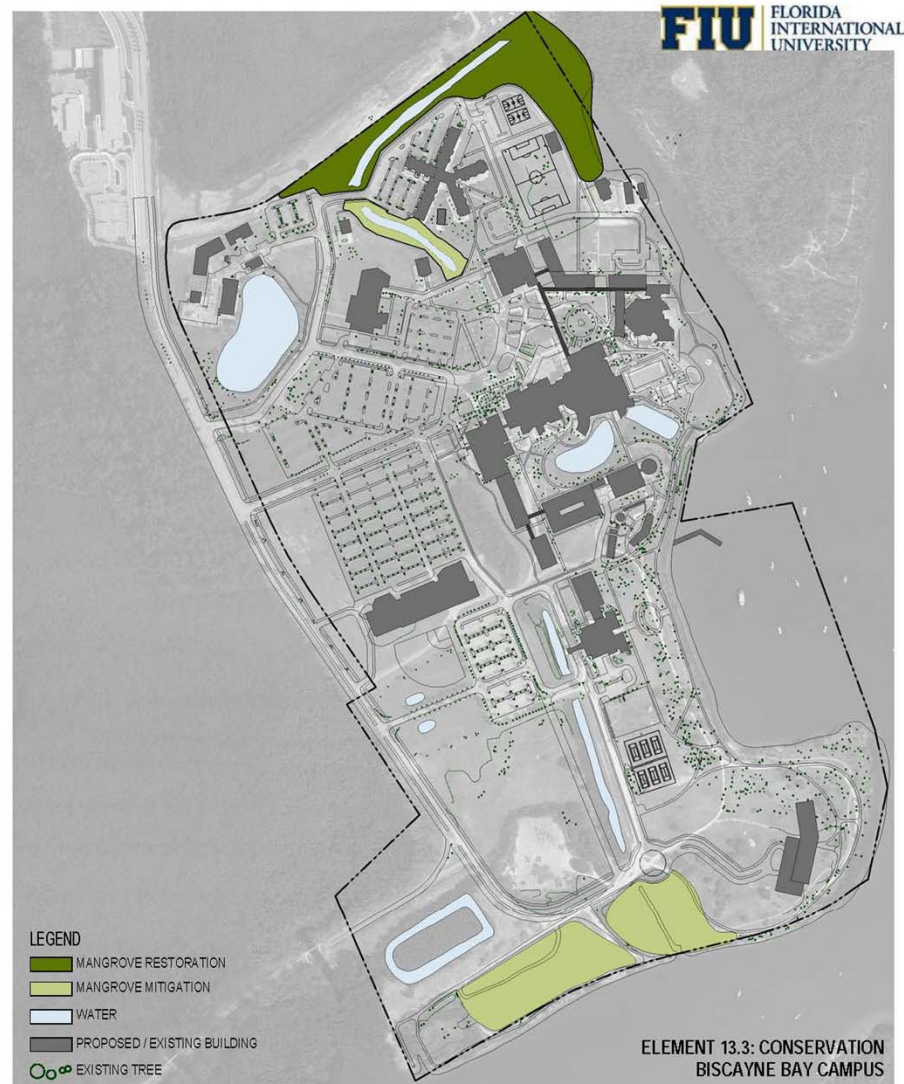 FIU
FLORIDA
INTERNATIONAL
UNIVERSITY
LEGEND
MANGROVE RESTORATION
MANGROVE MITIGATION
WATER
PROPOSED / EXISTING BUILDING
EXISTING TREE
ELEMENT 13.3: CONSERVATION
BISCAYNE BAY CAMPUS